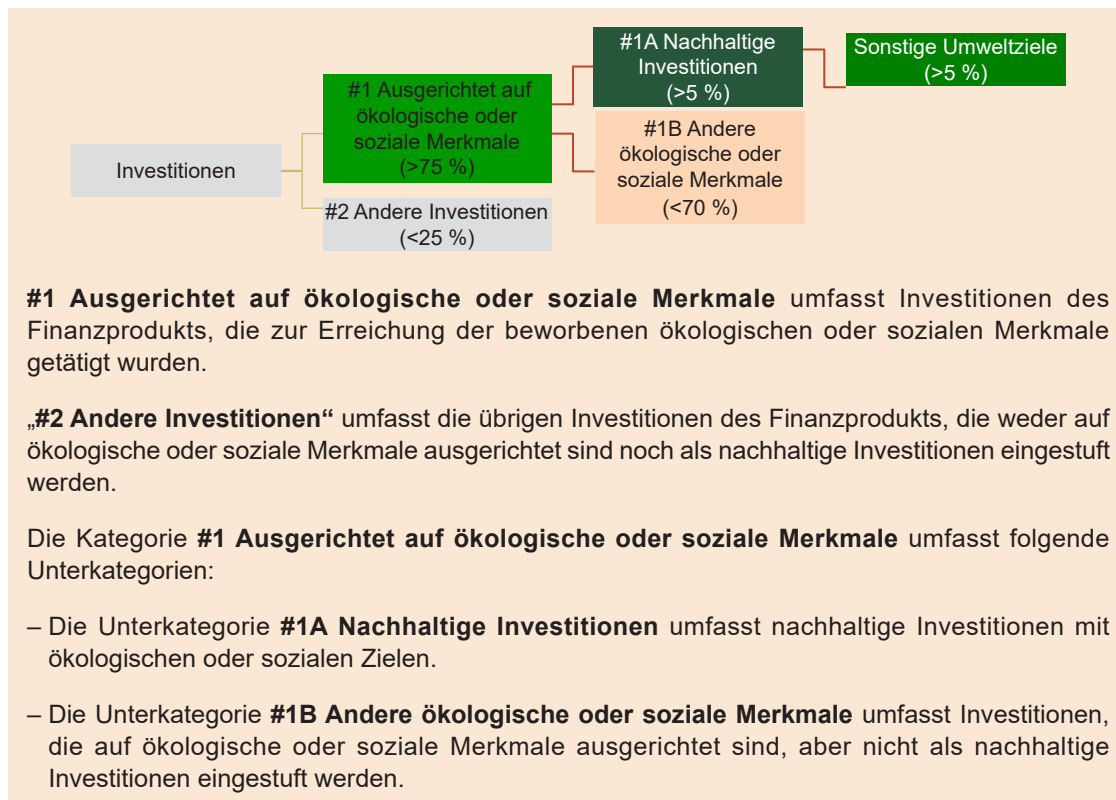 Investitionen
#1 Ausgerichtet auf
ökologische oder
soziale Merkmale
(>75 %)
#2 Andere Investitionen
(<25 %)
#1A Nachhaltige
Investitionen
(>5 %)
#1B Andere
ökologische oder
soziale Merkmale
(<70 %)
Sonstige Umweltziele
(>5 %)
#1 Ausgerichtet auf ökologische oder soziale Merkmale umfasst Investitionen des
Finanzprodukts, die zur Erreichung der beworbenen ökologischen oder sozialen Merkmale
getätigt wurden.
„#2 Andere Investitionen“ umfasst die übrigen Investitionen des Finanzprodukts, die weder auf
ökologische oder soziale Merkmale ausgerichtet sind noch als nachhaltige Investitionen eingestuft
werden.
Die Kategorie #1 Ausgerichtet auf ökologische oder soziale Merkmale umfasst folgende
Unterkategorien:
– Die Unterkategorie #1A Nachhaltige Investitionen umfasst nachhaltige Investitionen mit
ökologischen oder sozialen Zielen.
– Die Unterkategorie #1B Andere ökologische oder soziale Merkmale umfasst Investitionen,
die auf ökologische oder soziale Merkmale ausgerichtet sind, aber nicht als nachhaltige
Investitionen eingestuft werden.